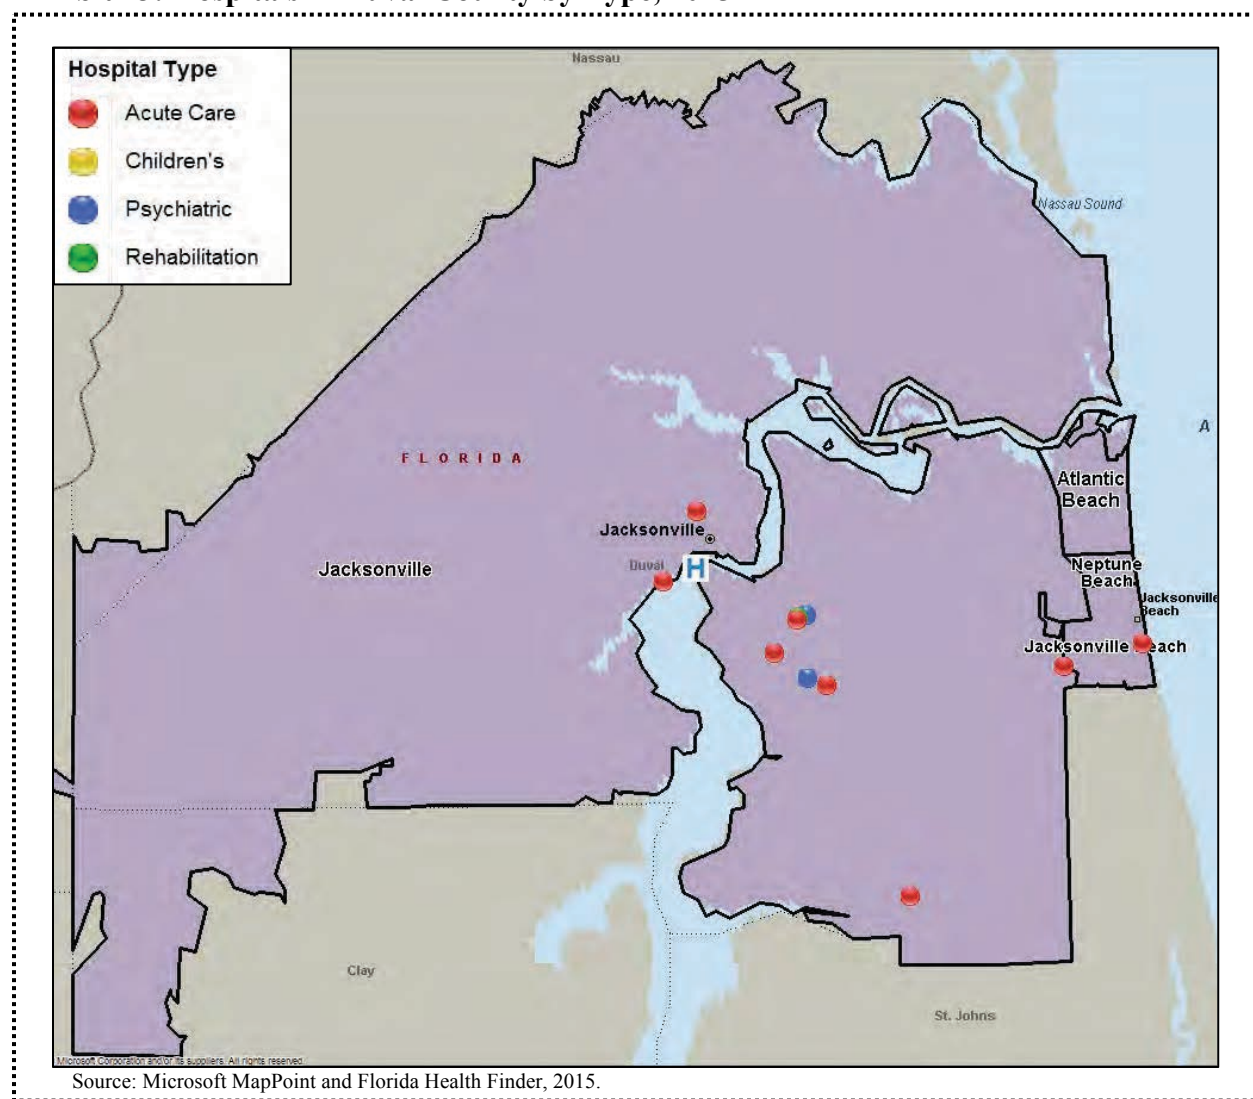 Nassau
Hospital Type
Acute Care
Children's
Psychiatric
Rehabilitation
Nassau Sound
A
FLORIDA
Atlantic
Beach
Jacksonville
Duval
H
Jacksonville
Neptune
Beach
Jacksonville
Beach
Jacksonville Beach
Clay
St. Johns
Microsoft Corporation and/or its suppliers. All rights reserved.
Source: Microsoft MapPoint and Florida Health Finder, 2015.